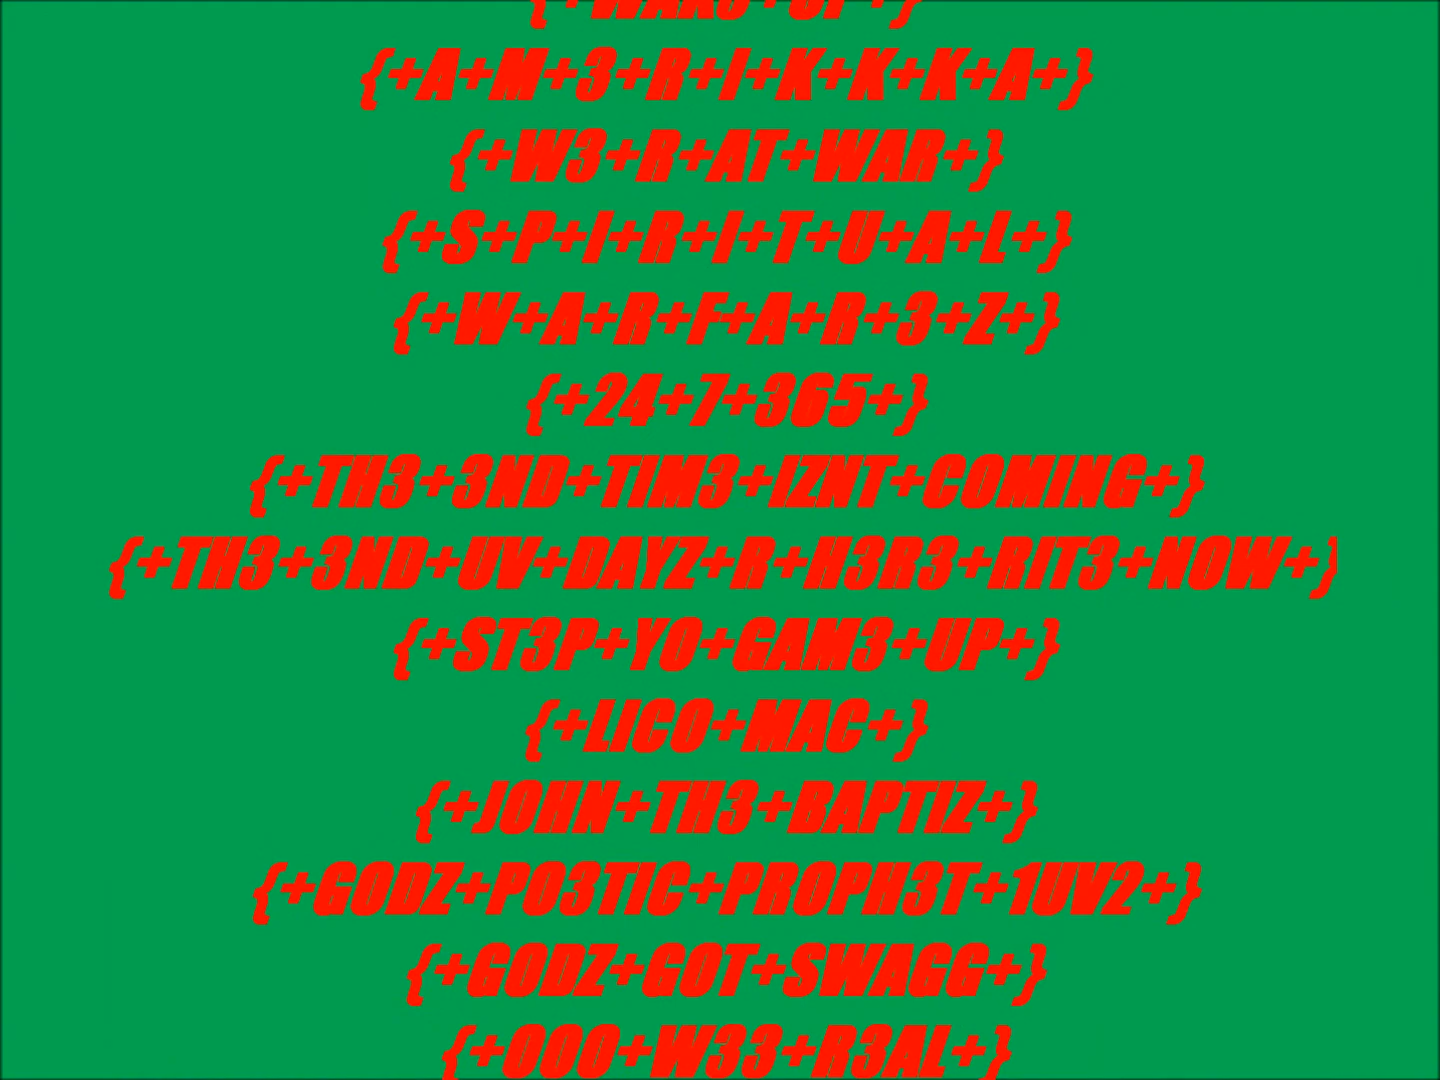 {+A+M+3+R+I+K+K+K+A+}
{+W3+R+AT+WAR+}
{+S+P+I+R+I+T+U+A+L+}
{+W+A+R+F+A+R+3+Z+}
{+24+7+365+}
{+TH3+3ND+TIM3+IZNT+COMING+}
{+TH3+3ND+UV+DAYZ+R+H3R3+RIT3+NOW+}
{+ST3P+YO+GAM3+UP+}
{+LICO+MAC+}
{+JOHN+TH3+BAPTIZ+}
{+GODZ+PO3TIC+PROPH3T+1UV2+}
{+GODZ+GOT+SWAGG+}
{+OOO+W33+R3AL+}